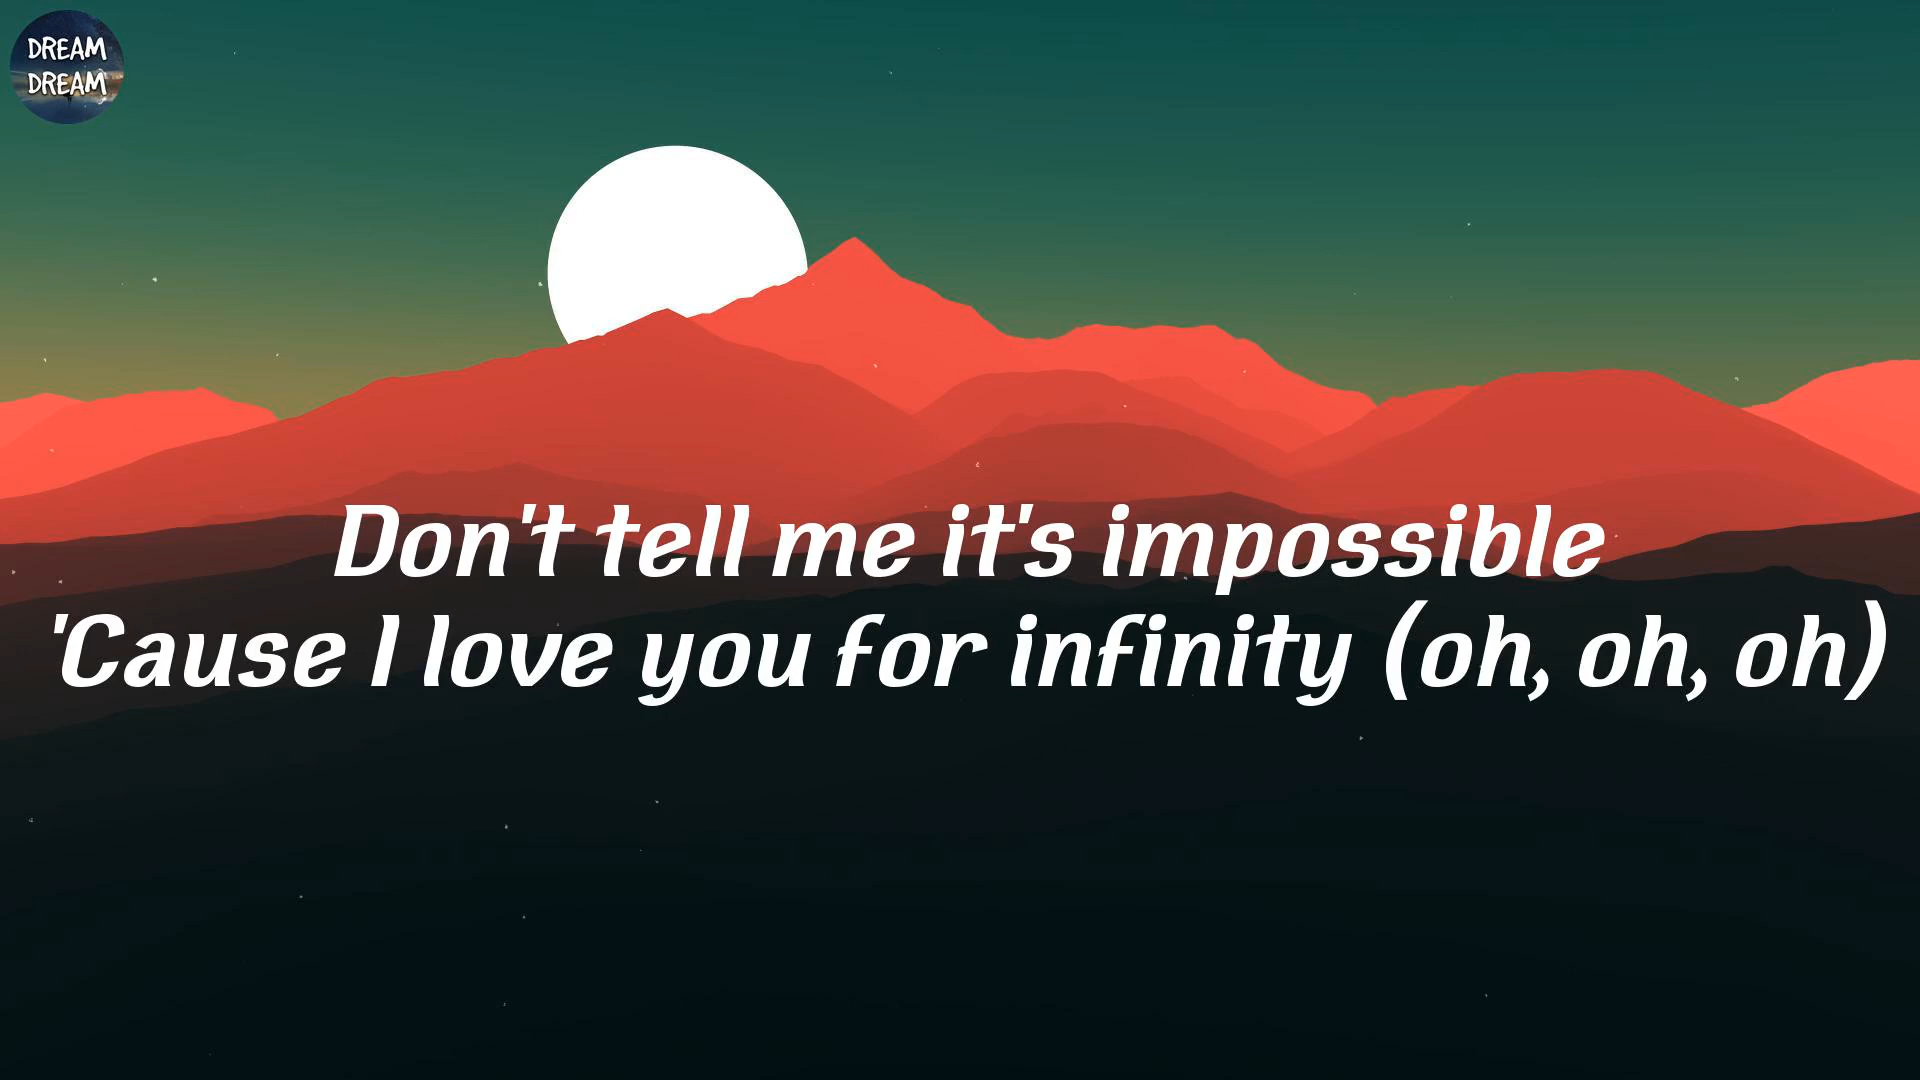 DREAM
DREAM
Don't tell me it's impossible
'Cause I love you for infinity (oh, oh, oh)